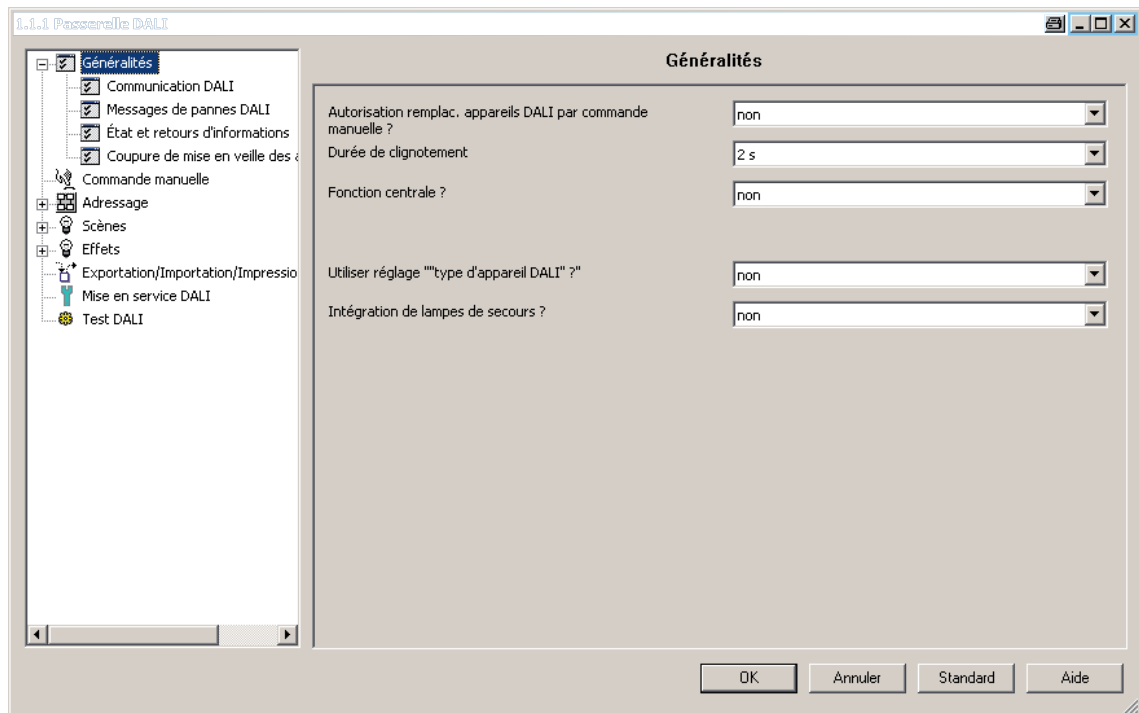 1.1.1 Passerelle DALI
Généralités
Communication DALI
Messages de pannes DALI
État et retours d'informations
Coupure de mise en veille des a
Commande manuelle
Adressage
Scènes
Effets
Exportation/Importation/Impressio
Mise en service DALI
Test DALI
Généralités
Autorisation remplac. appareils DALI par commande
manuelle ?
non
Durée de clignotement
2 s
Fonction centrale ?
non
Utiliser réglage ""type d'appareil DALI" ?"
non
Intégration de lampes de secours ?
non
OK
Annuler
Standard
Aide